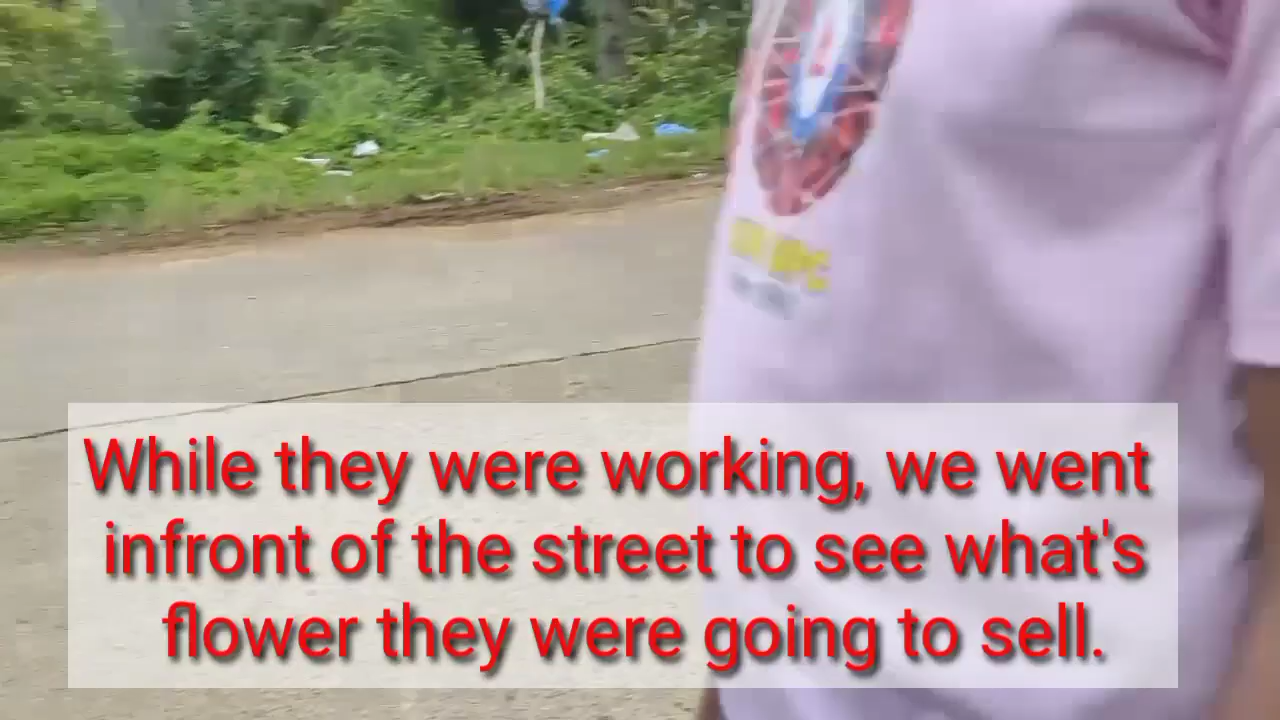 While they were working, we went
infront of the street to see what's
flower they were going to sell.